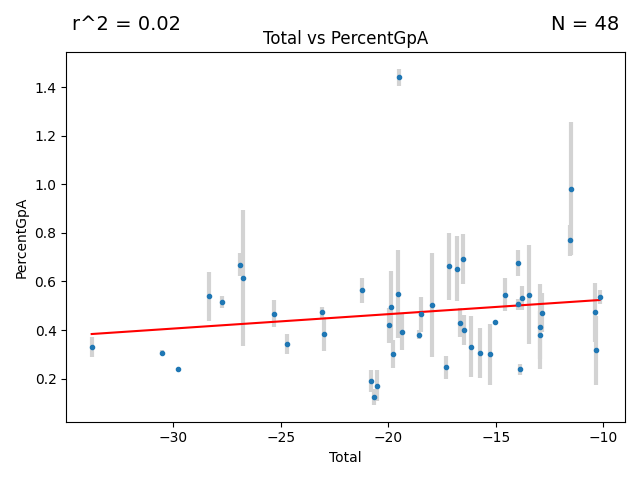 r^2 = 0.02
N = 48
Total vs PercentGpA
PercentGpA
1.4
1.2
1.0
0.8
0.6
0.4
0.2
−30
−25
−20
−15
−10
Total